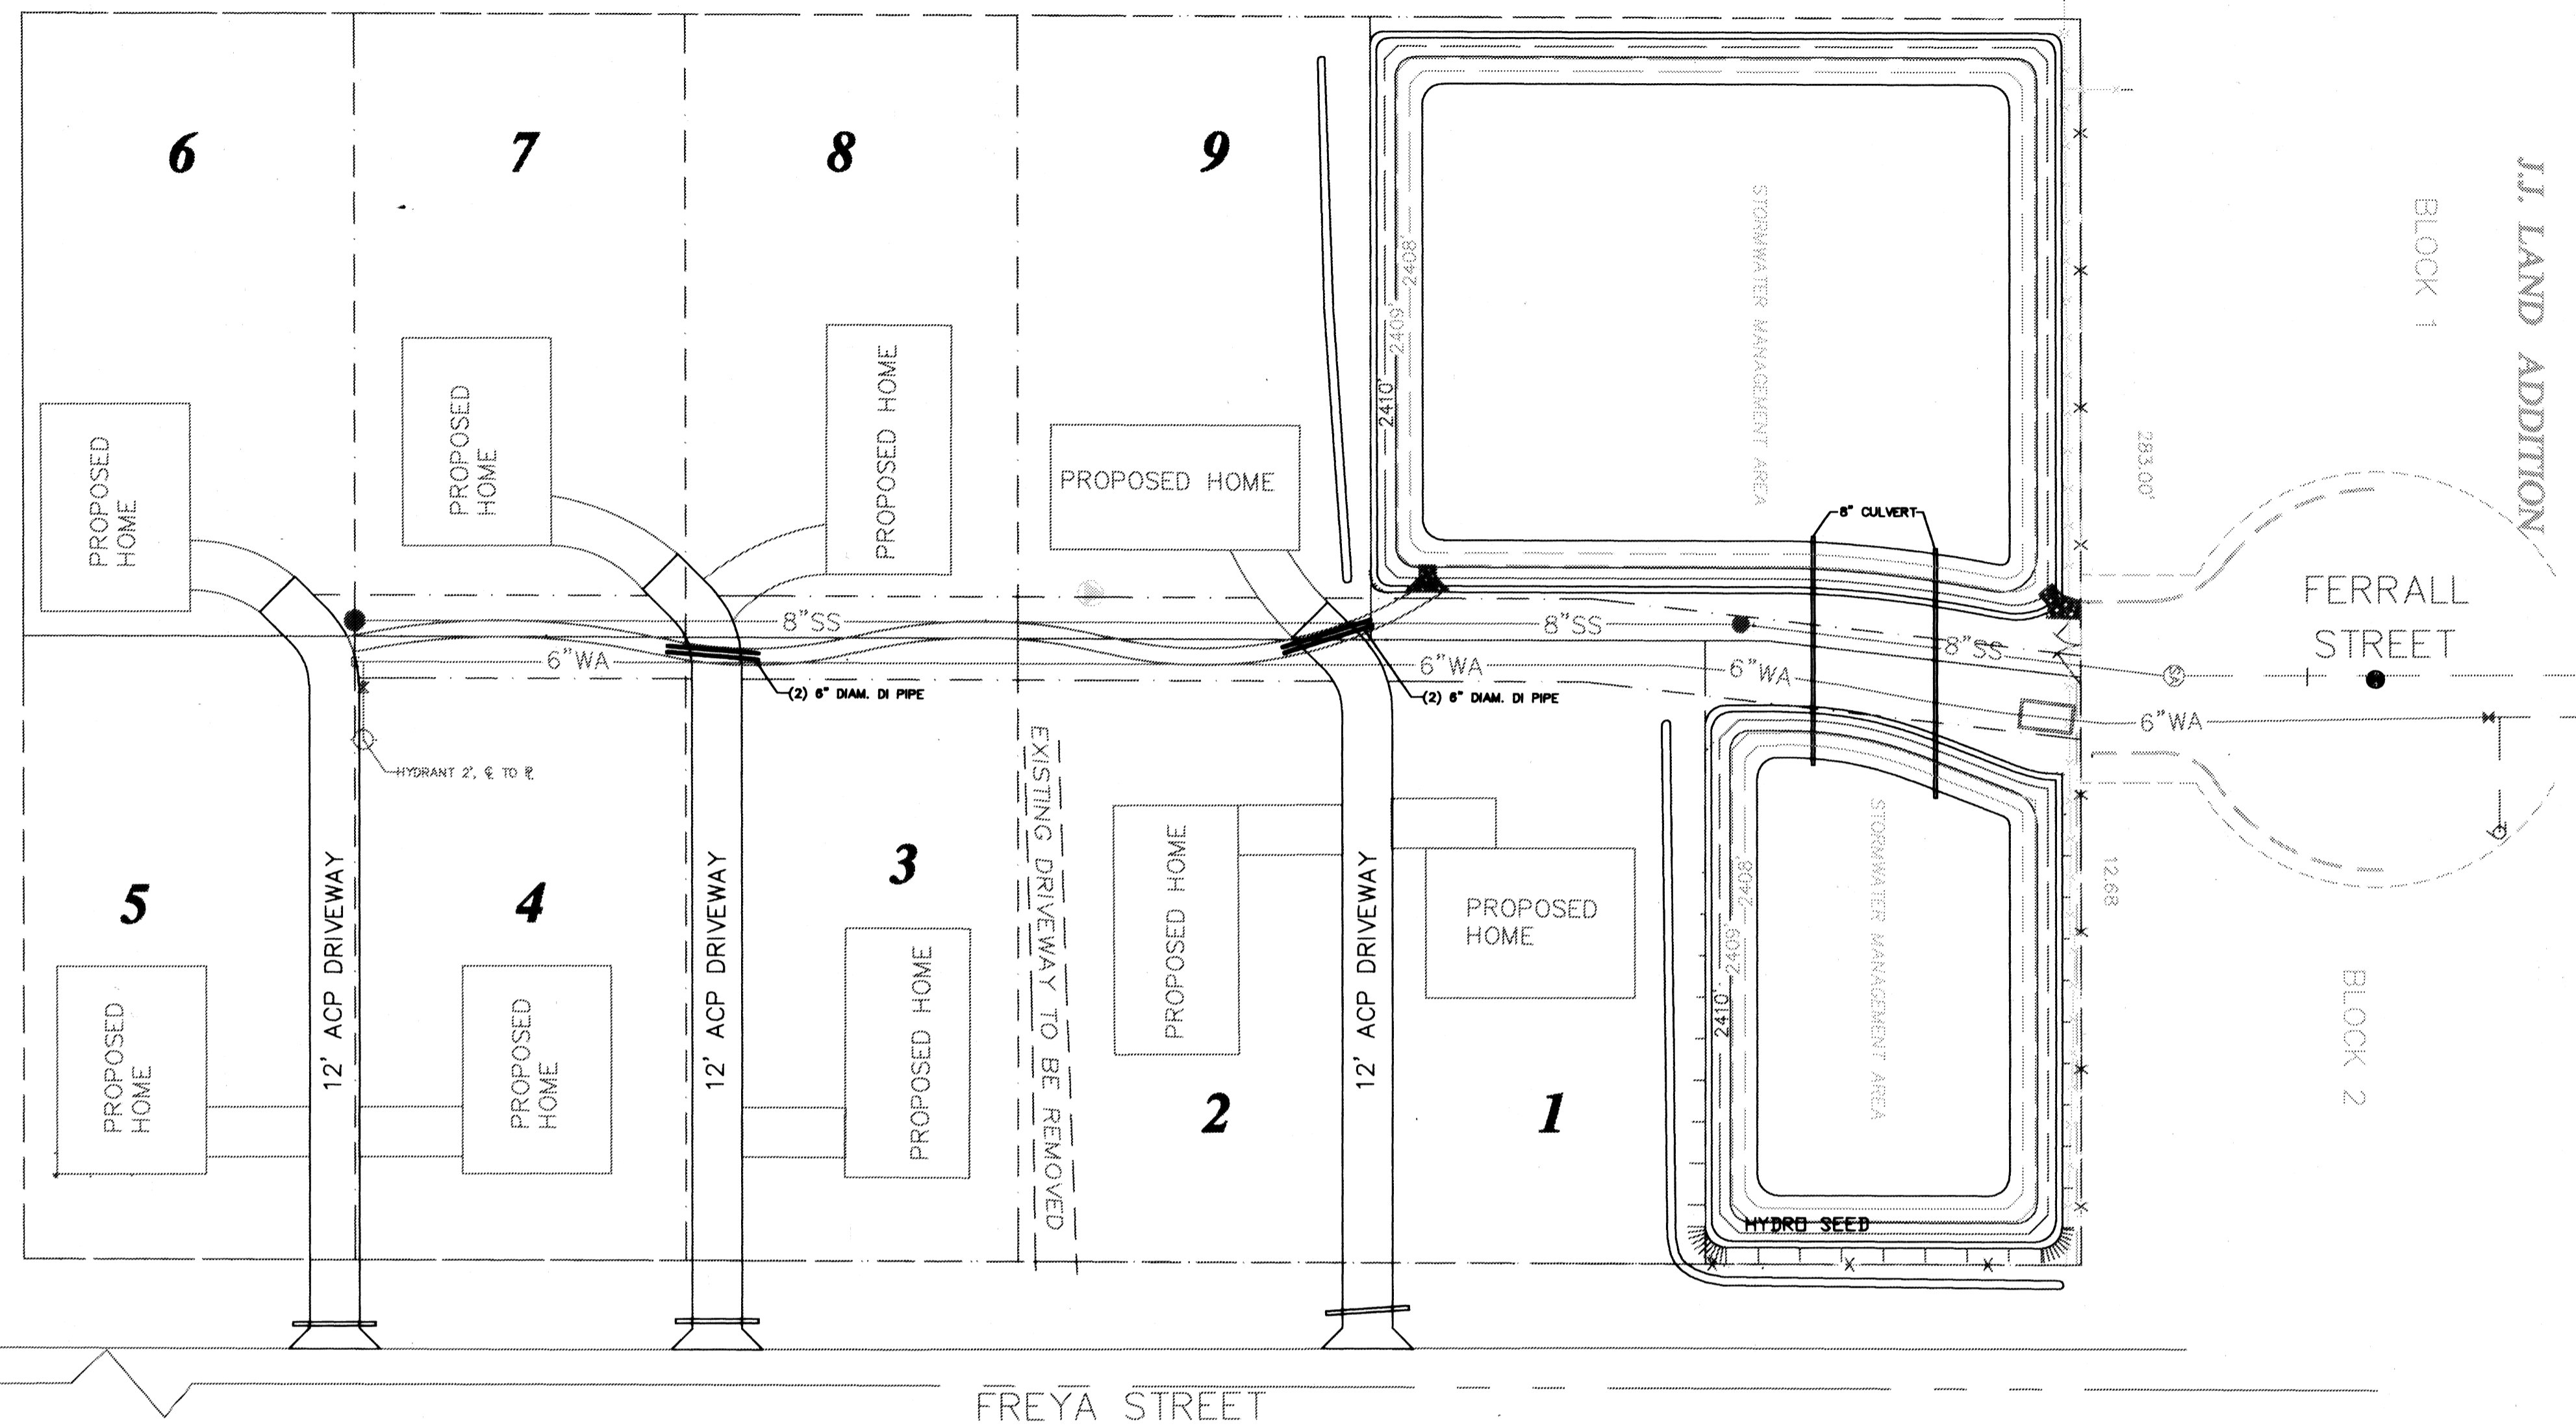 6
7
8
9
STORMWATER MANAGEMENT AREA
BLOCK 1
J.J. LAND ADDITION
2408'
2409'
2410'
PROPOSED
HOME
PROPOSED
HOME
PROPOSED HOME
PROPOSED HOME
283.00'
8" CULVERT
FERRALL
STREET
8"SS
8"SS
8"SS
SS
6"WA
6"WA
6"WA
6"WA
(2) 6" DIAM. DI PIPE
(2) 6" DIAM. DI PIPE
HYDRANT 2', ℄ TO ⅊
EXISTING DRIVEWAY TO BE REMOVED
5
4
3
2
1
12' ACP DRIVEWAY
12' ACP DRIVEWAY
12' ACP DRIVEWAY
PROPOSED
HOME
PROPOSED
HOME
PROPOSED HOME
PROPOSED HOME
PROPOSED
HOME
2408'
2409'
2410'
STORMWATER MANAGEMENT AREA
12.68
BLOCK 2
HYDRO SEED
FREYA STREET